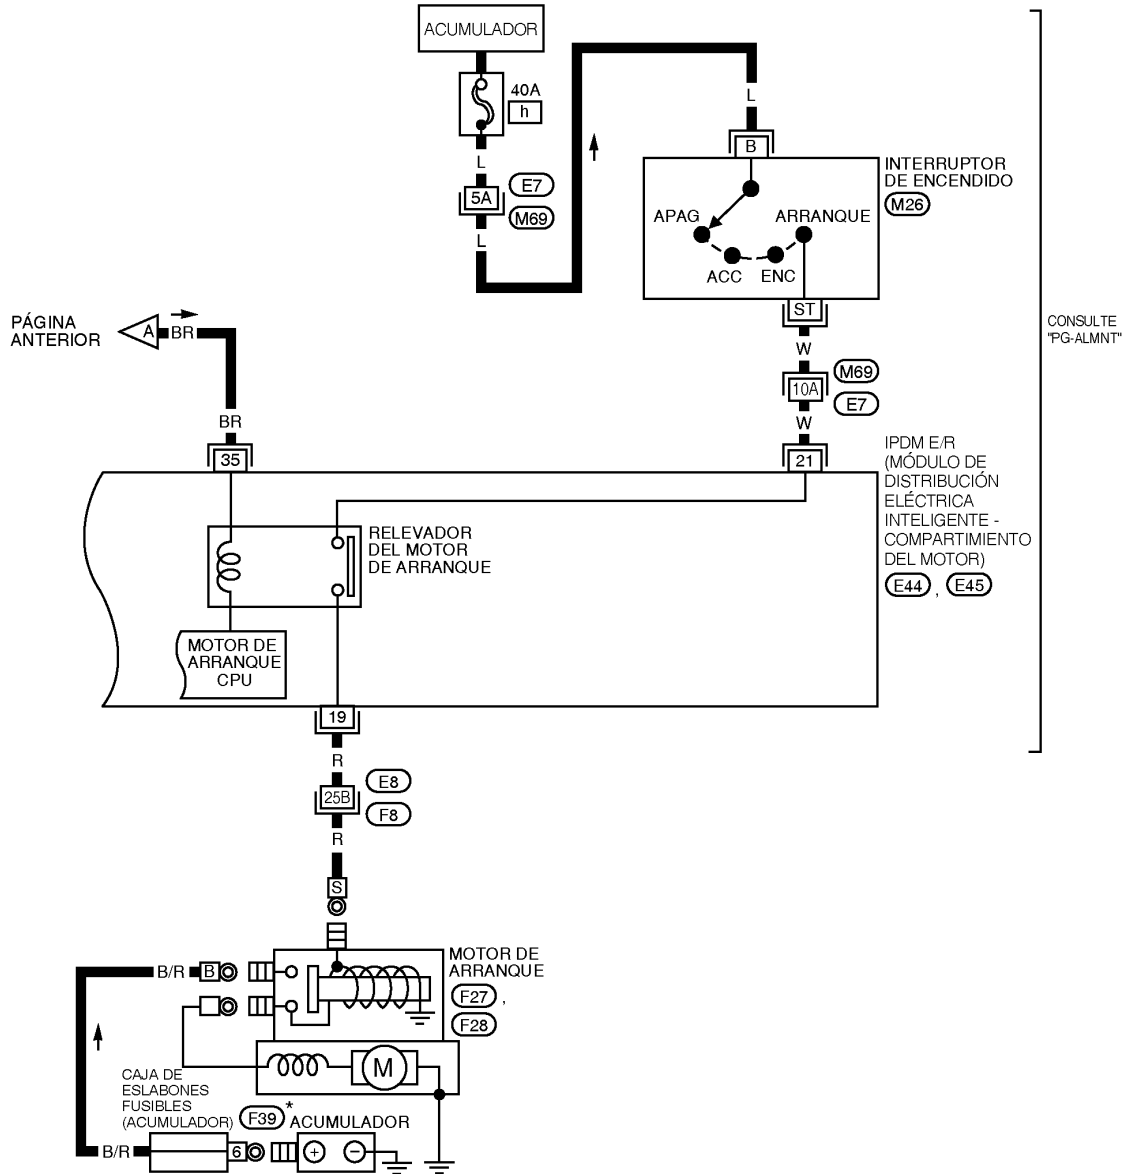 ACUMULADOR
40A
h
L
5A
E7
M69
L
L
B
INTERRUPTOR
DE ENCENDIDO
M26
APAG
ARRANQUE
ACC
ENC
ST
W
10A
M69
E7
W
21
CONSULTE
"PG-ALMNT"
PÁGINA
ANTERIOR
A
BR
BR
35
IPDM E/R
(MÓDULO DE
DISTRIBUCIÓN
ELÉCTRICA
INTELIGENTE -
COMPARTIMIENTO
DEL MOTOR)
E44 , E45
RELEVADOR
DEL MOTOR
DE ARRANQUE
MOTOR DE
ARRANQUE
CPU
19
R
25B
E8
F8
R
S
MOTOR DE
ARRANQUE
F27 ,
F28
B/R
B
M
CAJA DE
ESLABONES
FUSIBLES
(ACUMULADOR)
F39
*
ACUMULADOR
B/R
6
+
−